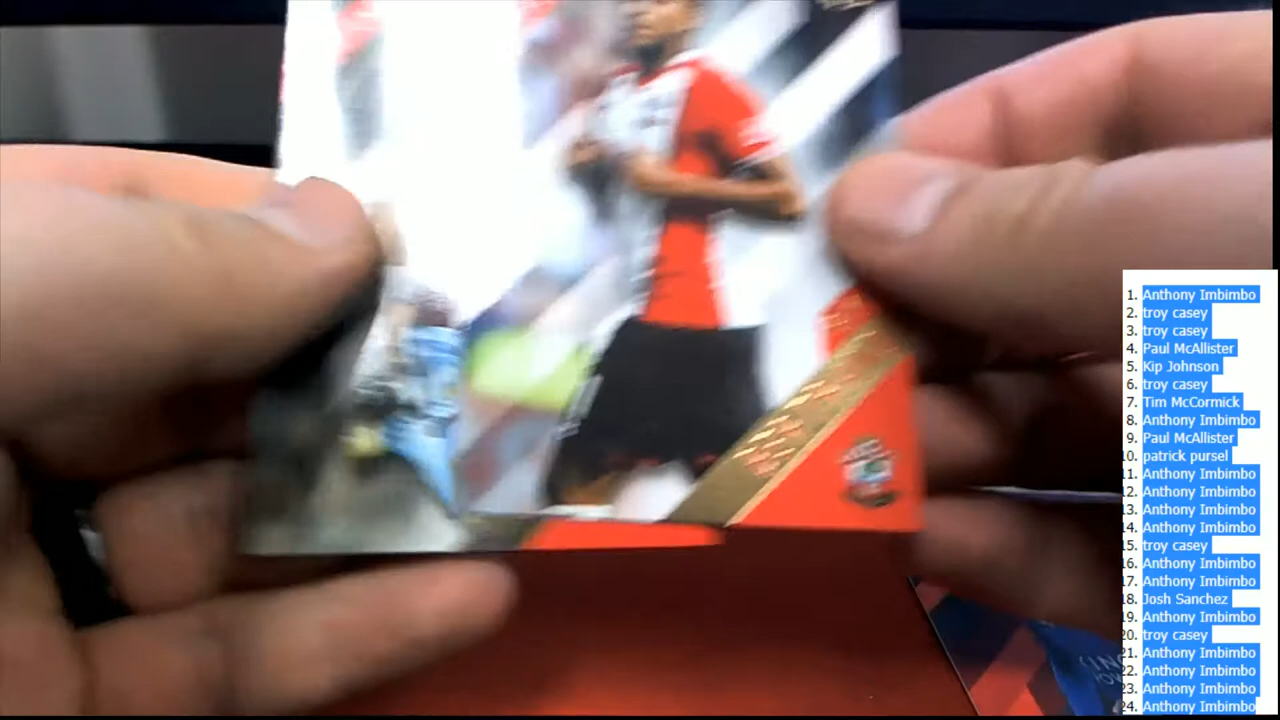 1. Anthony Imbimbo
2. troy casey
3. troy casey
4. Paul McAllister
5. Kip Johnson
6. troy casey
7. Tim McCormick
8. Anthony Imbimbo
9. Paul McAllister
10. patrick pursel
11. Anthony Imbimbo
12. Anthony Imbimbo
13. Anthony Imbimbo
14. Anthony Imbimbo
15. troy casey
16. Anthony Imbimbo
17. Anthony Imbimbo
18. Josh Sanchez
19. Anthony Imbimbo
20. troy casey
21. Anthony Imbimbo
22. Anthony Imbimbo
23. Anthony Imbimbo
24. Anthony Imbimbo